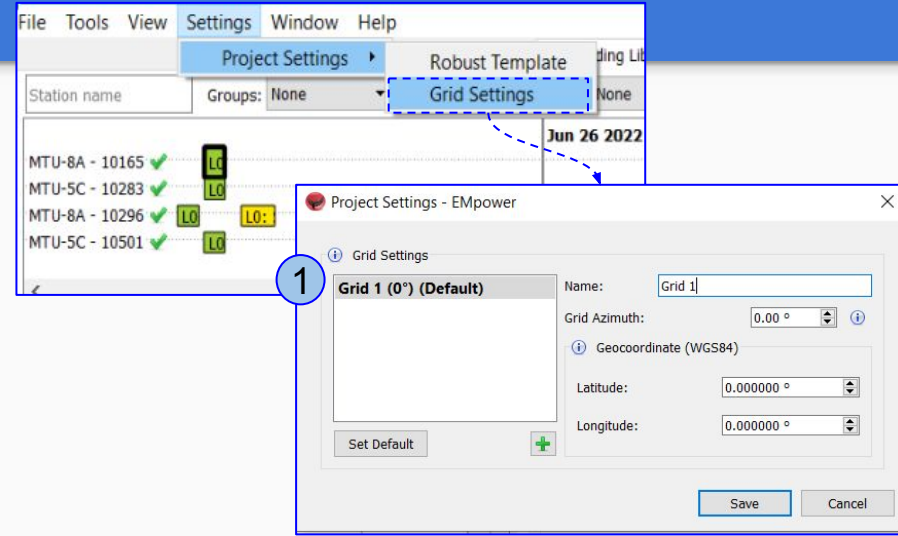 File Tools View Settings Window Help
Project Settings
Robust Template
Grid Settings
Station name
Groups: None
None
Jun 26 2022
MTU-8A - 10165 L0
MTU-5C - 10283 L0
MTU-8A - 10296 L0 L0:
MTU-5C - 10501 L0
Project Settings - EMpower
1
Grid Settings
Grid 1 (0°) (Default)
Name: Grid 1
Grid Azimuth: 0.00 °
Geocoordinate (WGS84)
Latitude: 0.000000 °
Longitude: 0.000000 °
Set Default
Save Cancel